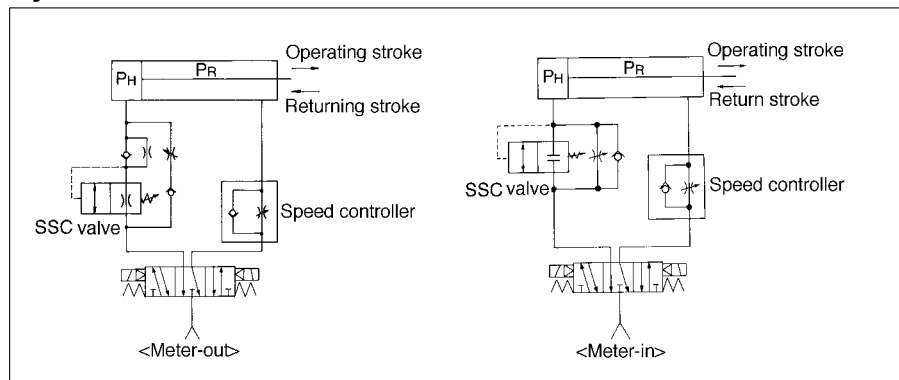 Operating stroke
PH
PR
Returning stroke
SSC valve
Speed controller
<Meter-out>
Operating stroke
PH
PR
Return stroke
SSC valve
Speed controller
<Meter-in>